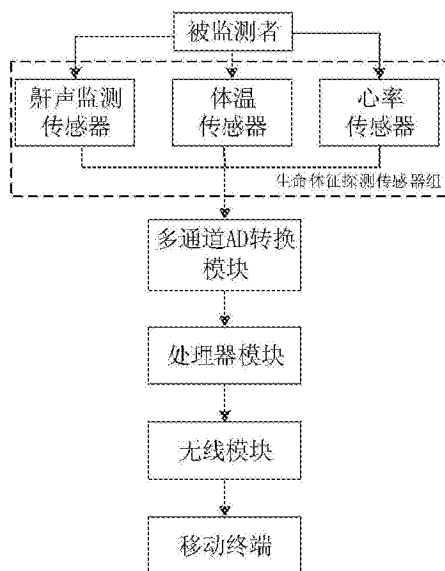 被监测者
鼾声监测
传感器
体温
传感器
心率
传感器
生命体征探测传感器组
多通道AD转换
模块
处理器模块
无线模块
移动终端